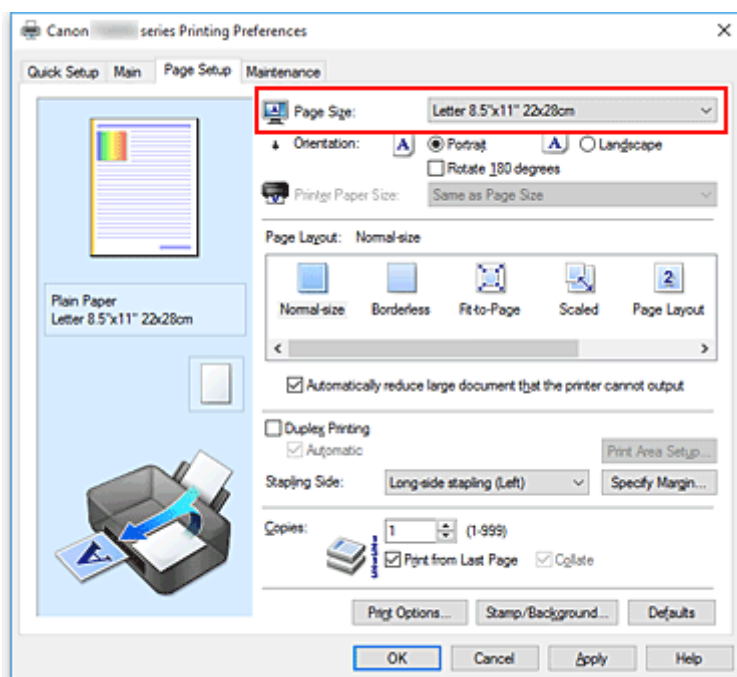 Canon series Printing Preferences
Quick Setup Main Page Setup Maintenance
Page Size: Letter 8.5"x11" 22x28cm
Orientation: A Portrait A Landscape
Rotate 180 degrees
Printer Paper Size: Same as Page Size
Page Layout: Normal-size
2
Normal-size Borderless Fit-to-Page Scaled Page Layout
Automatically reduce large document that the printer cannot output
Plain Paper
Letter 8.5"x11" 22x28cm
Duplex Printing
Automatic Print Area Setup...
Stapling Side: Long-side stapling (Left) Specify Margin...
Copies: 1 (1-999)
Print from Last Page Collate
A
Print Options... Stamp/Background... Defaults
OK Cancel Apply Help